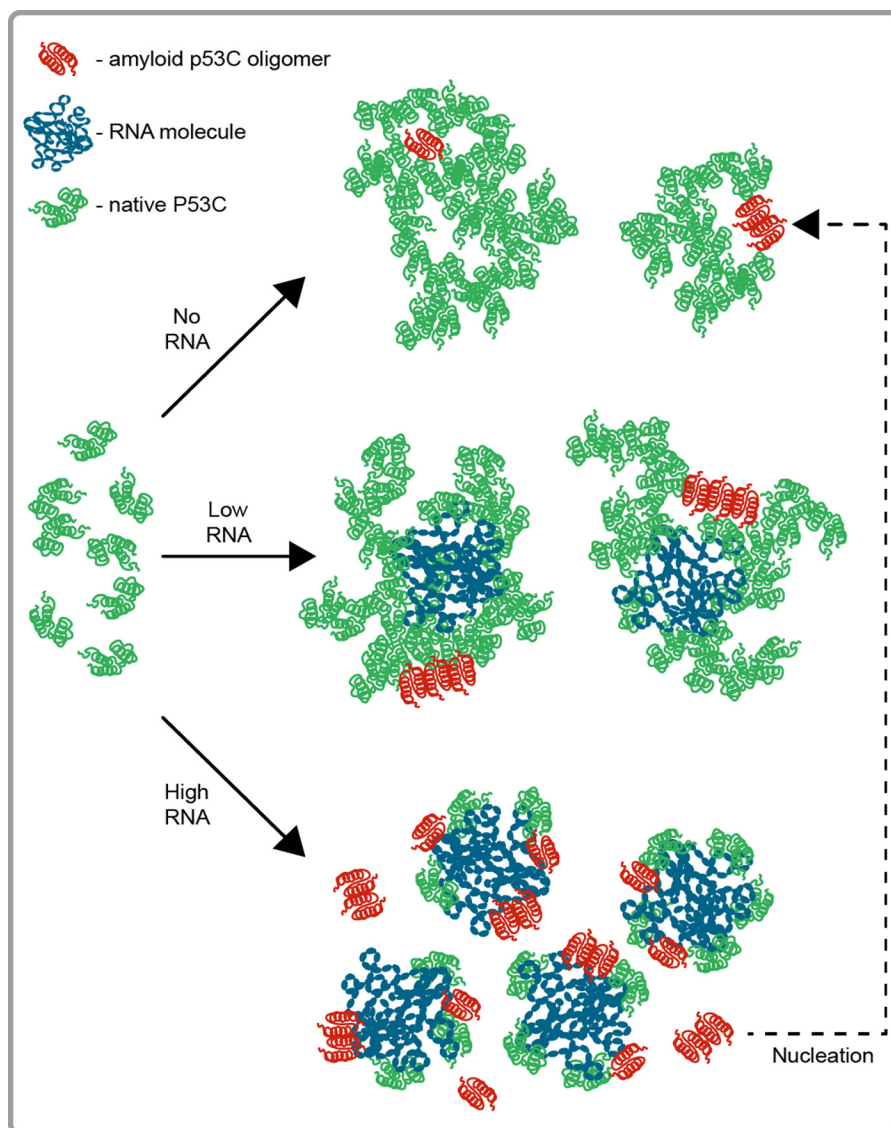 - amyloid p53C oligomer
- RNA molecule
- native P53C
No
RNA
Low
RNA
High
RNA
Nucleation